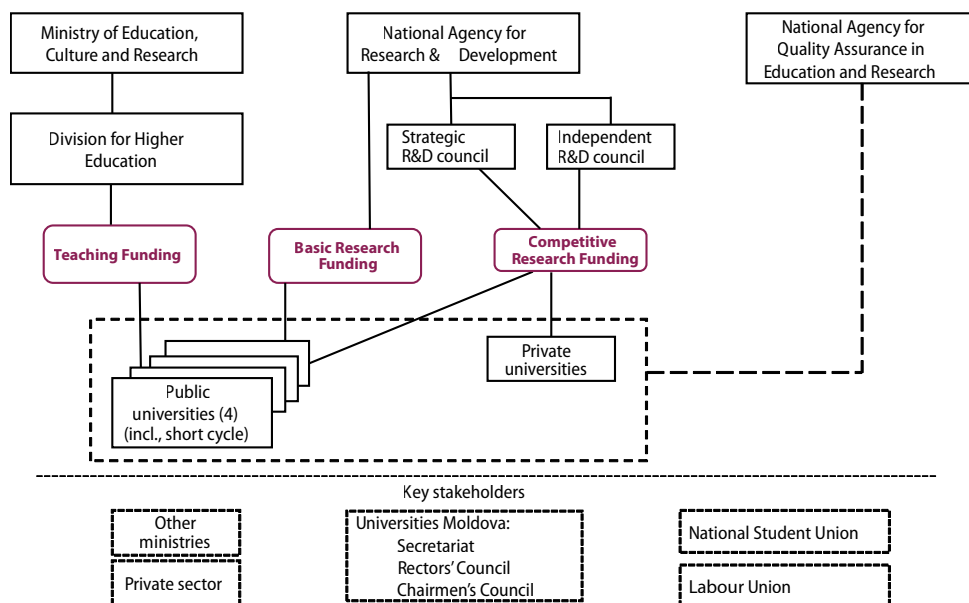 Ministry of Education,
Culture and Research
National Agency for
Research & Development
National Agency for
Quality Assurance in
Education and Research
Division for Higher
Education
Strategic
R&D council
Independent
R&D council
Teaching Funding
Basic Research
Funding
Competitive
Research Funding
Private
universities
Public
universities (4)
(incl., short cycle)
Key stakeholders
Other
ministries
Private sector
Universities Moldova:
Secretariat
Rectors' Council
Chairmen's Council
National Student Union
Labour Union